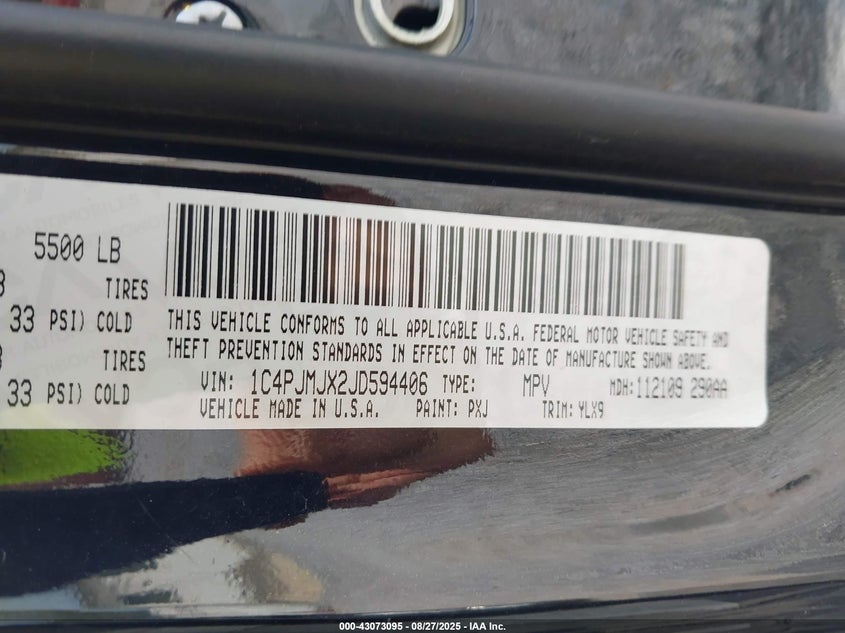 5500 LB
TIRES
33 PSI) COLD
TIRES
33 PSI) COLD
THIS VEHICLE CONFORMS TO ALL APPLICABLE U.S.A. FEDERAL MOTOR VEHICLE SAFETY AND
THEFT PREVENTION STANDARDS IN EFFECT ON THE DATE OF MANUFACTURE SHOWN ABOVE.
VIN: 1C4PJMJX2JD594406 TYPE: MPV MDH:112109 290AA
VEHICLE MADE IN U.S.A. PAINT: PXJ TRIM: YLX9
000-43073095 - 08/27/2025 - IAA Inc.